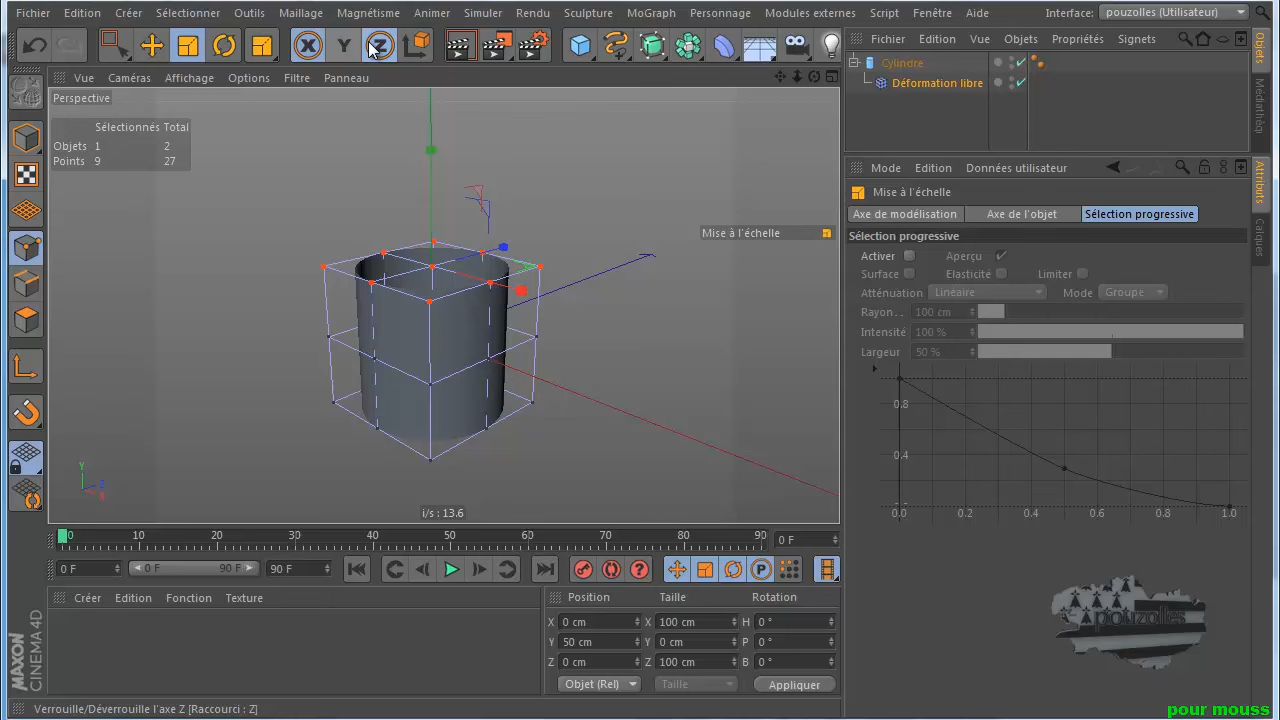 Fichier Edition Créer Sélectionner Outils Maillage Magnétisme Animer Simuler Rendu Sculpture MoGraph Personnage Modules externes Script Fenêtre Aide Interface: pouzolles (Utilisateur)
X Y Z
Fichier Edition Vue Objets Propriétés Signets
Cylindre
Déformation libre
Objets
Médiathèqu
Vue Caméras Affichage Options Filtre Panneau
Perspective
Sélectionnés Total
Objets 1 2
Points 9 27
Mise à l'échelle
i/s : 13.6
Y
Z
X
Mode Edition Données utilisateur
Mise à l'échelle
Axe de modélisation Axe de l'objet Sélection progressive
Sélection progressive
Activer Aperçu
Surface Elasticité Limiter
Atténuation Lineaire Mode Groupe
Rayon . . 100 cm
Intensité 100 %
Largeur 50 %
0.8
0.4
0.0 0.2 0.4 0.6 0.8 1.0
Attributs
Calques
0 10 20 30 40 50 60 70 80 90 0 F
0 F 0 F 90 F 90 F
P
Créer Edition Fonction Texture
Position Taille Rotation
X 0 cm X 100 cm H 0 °
Y 50 cm Y 0 cm P 0 °
Z 0 cm Z 100 cm B 0 °
Objet (Rel) Taille Appliquer
MAXON
CINEMA 4D
pouzolles
Verrouille/Déverrouille l'axe Z [Raccourci : Z]
pour mouss